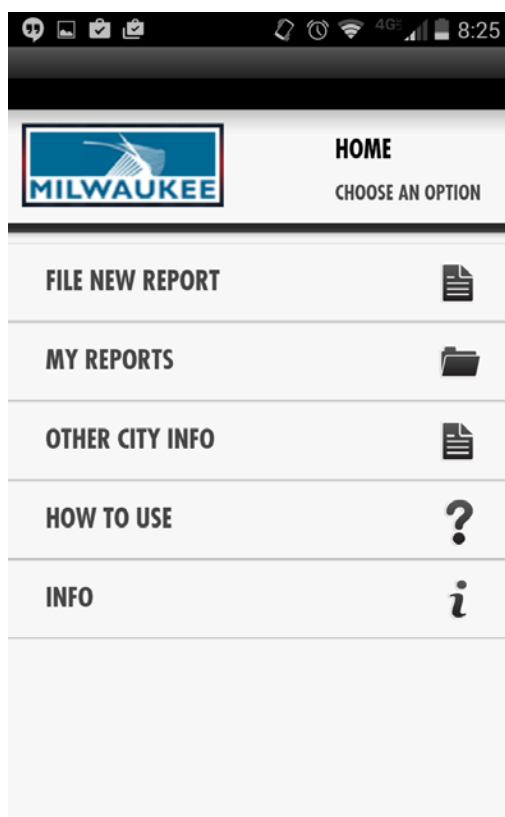 4G 8:25
MILWAUKEE
HOME
CHOOSE AN OPTION
FILE NEW REPORT
MY REPORTS
OTHER CITY INFO
HOW TO USE
INFO